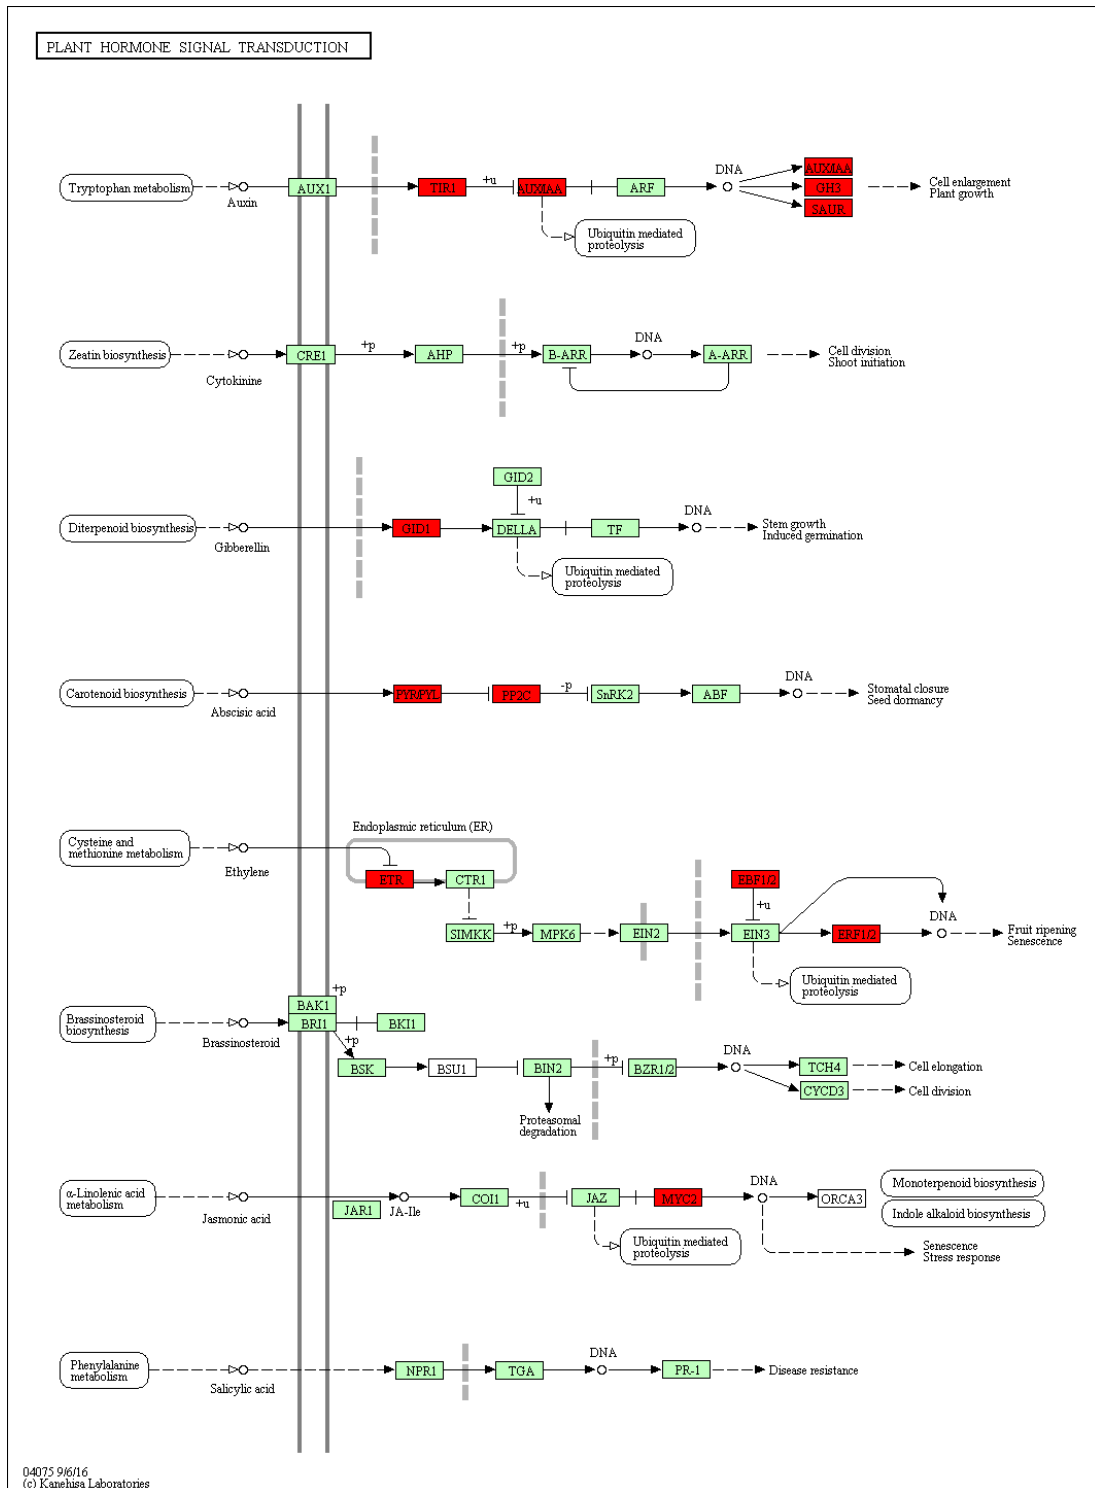 PLANT HORMONE SIGNAL TRANSDUCTION
Tryptophan metabolism
Auxin
AUX1
TIR1
+u
AUX/IAA
ARF
DNA
AUX/IAA
GH3
SAUR
Cell enlargement
Plant growth
Ubiquitin mediated
proteolysis
Zeatin biosynthesis
Cytokinine
CRE1
+p
AHP
+p
B-ARR
DNA
A-ARR
Cell division
Shoot initiation
GID2
+u
Diterpenoid biosynthesis
Gibberellin
GID1
DELLA
TF
DNA
Stem growth
Induced germination
Ubiquitin mediated
proteolysis
Carotenoid biosynthesis
Abscisic acid
PYR/PYL
PP2C
-p
SnRK2
ABF
DNA
Stomatal closure
Seed dormancy
Endoplasmic reticulum (ER)
Cysteine and
methionine metabolism
Ethylene
ETR
CTR1
EBF1/2
+u
SIMKK
+p
MPK6
EIN2
EIN3
ERF1/2
DNA
Fruit ripening
Senescence
Ubiquitin mediated
proteolysis
Brassinosteroid
biosynthesis
Brassinosteroid
BAK1
+p
BRI1
BKI1
+p
BSK
BSU1
BIN2
+p
BZR1/2
DNA
TCH4
Cell elongation
CYCD3
Cell division
Proteasomal
degradation
α-Linolenic acid
metabolism
Jasmonic acid
JAR1
JA-Ile
COI1
+u
JAZ
MYC2
DNA
ORCA3
Monoterpenoid biosynthesis
Indole alkaloid biosynthesis
Ubiquitin mediated
proteolysis
Senescence
Stress response
Phenylalanine
metabolism
Salicylic acid
NPR1
TGA
DNA
PR-1
Disease resistance
04075 9/6/16
(c) Kanehisa Laboratories